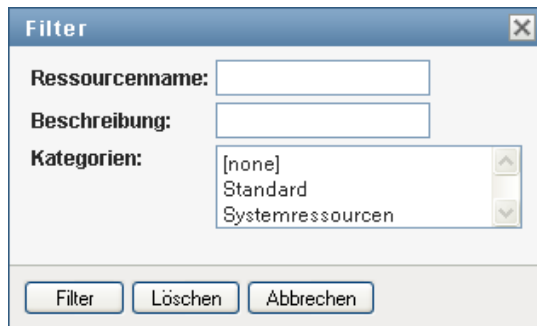 Filter
Ressourcenname:
Beschreibung:
Kategorien:
[none]
Standard
Systemressourcen
Filter Löschen Abbrechen